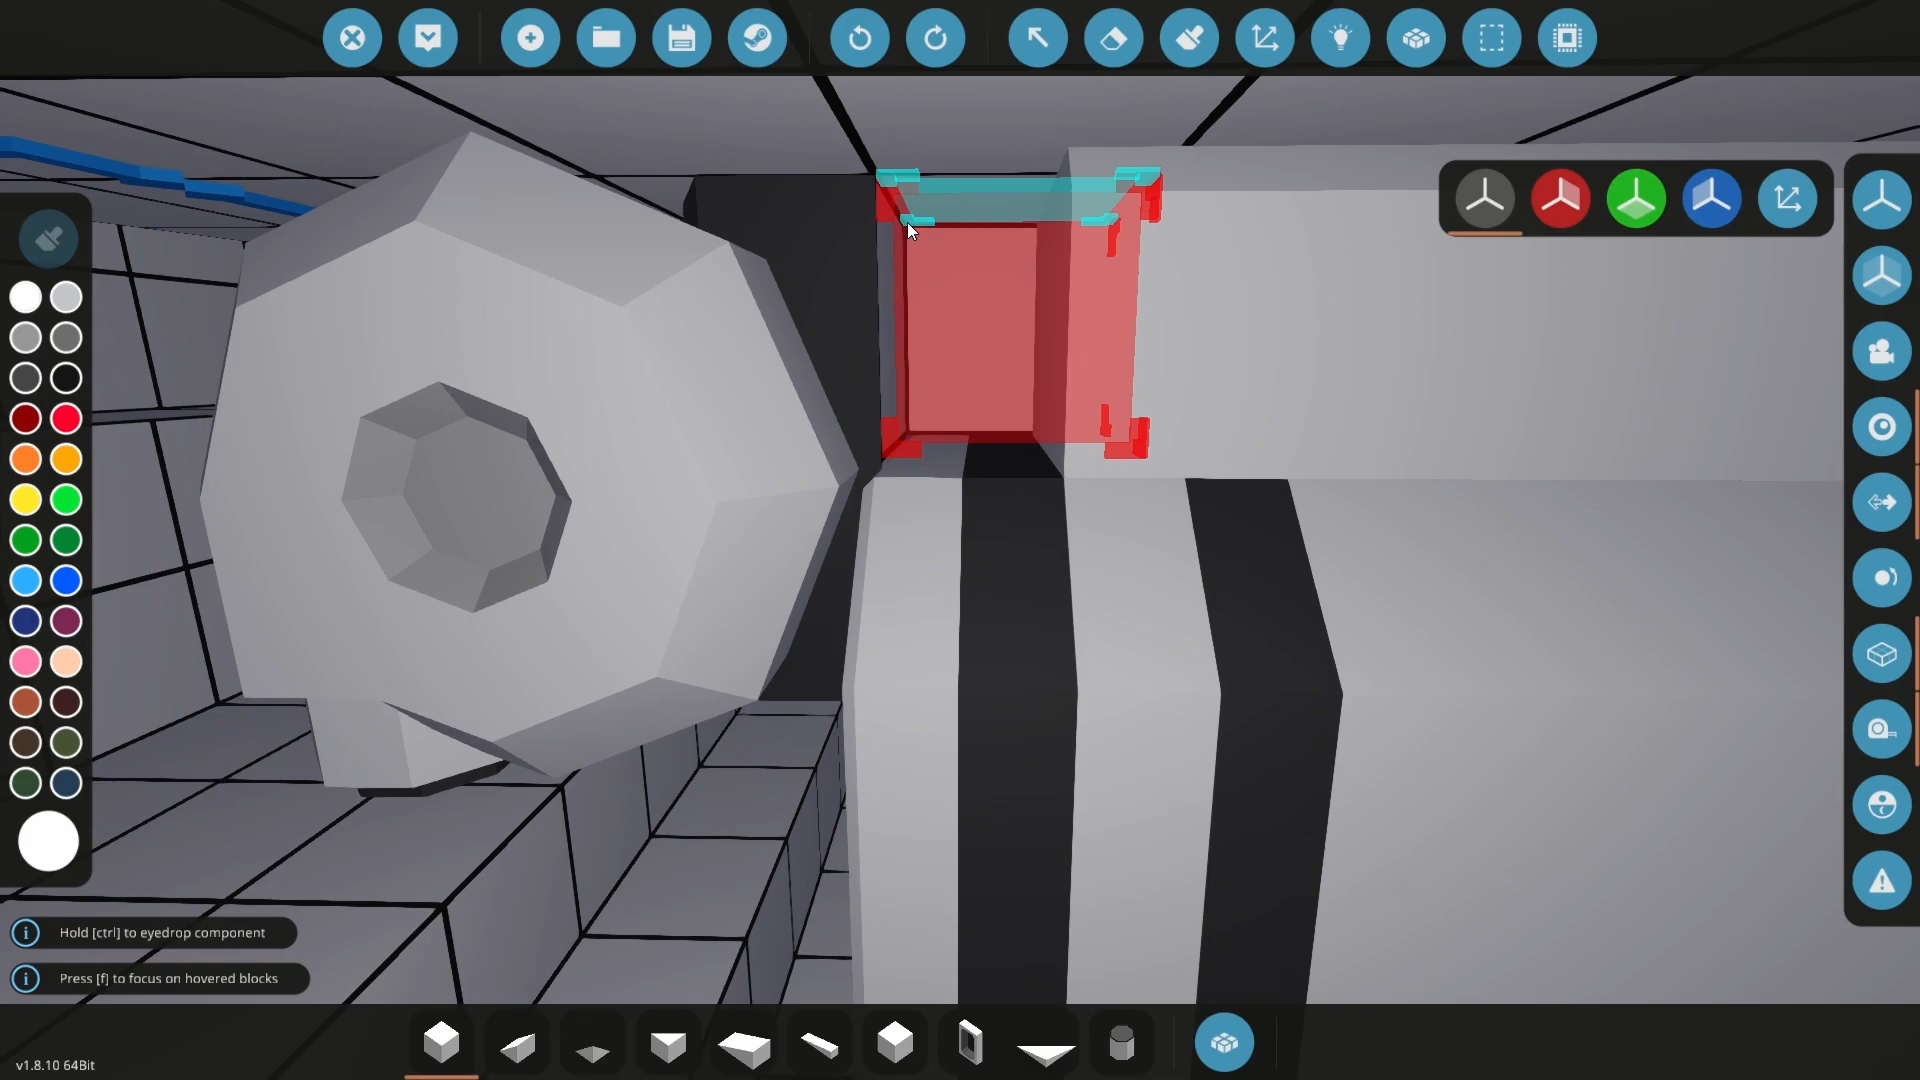 Hold [ctrl] to eyedrop component
Press [f] to focus on hovered blocks
v1.8.10 64Bit